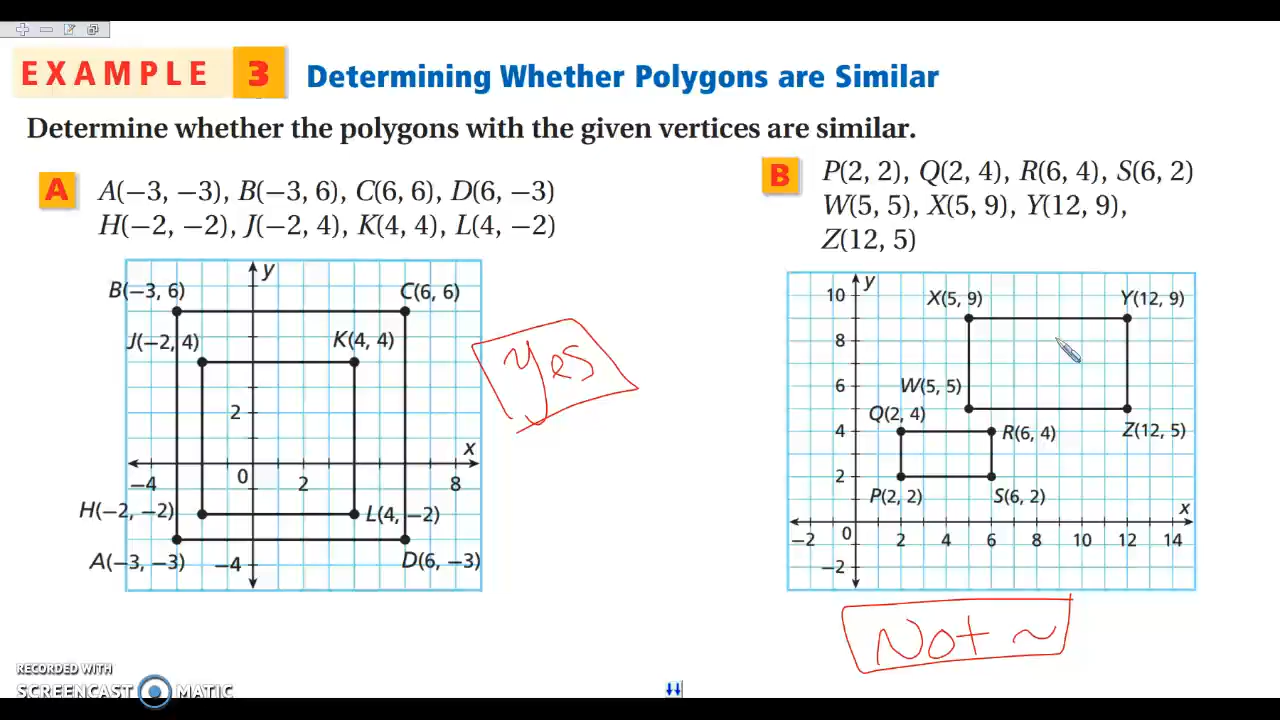 EXAMPLE 3 Determining Whether Polygons are Similar
Determine whether the polygons with the given vertices are similar.
A
A(−3, −3), B(−3, 6), C(6, 6), D(6, −3)
H(−2, −2), J(−2, 4), K(4, 4), L(4, −2)
y
B(−3, 6)
C(6, 6)
J(−2, 4)
K(4, 4)
2
x
−4
0
2
8
H(−2, −2)
L(4, −2)
A(−3, −3)
−4
D(6, −3)
Yes
B
P(2, 2), Q(2, 4), R(6, 4), S(6, 2)
W(5, 5), X(5, 9), Y(12, 9),
Z(12, 5)
y
10
X(5, 9)
Y(12, 9)
8
6
W(5, 5)
Q(2, 4)
4
R(6, 4)
Z(12, 5)
2
P(2, 2)
S(6, 2)
x
−2
0
2
4
6
8
10
12
14
−2
Not ~
RECORDED WITH
SCREENCAST MATIC